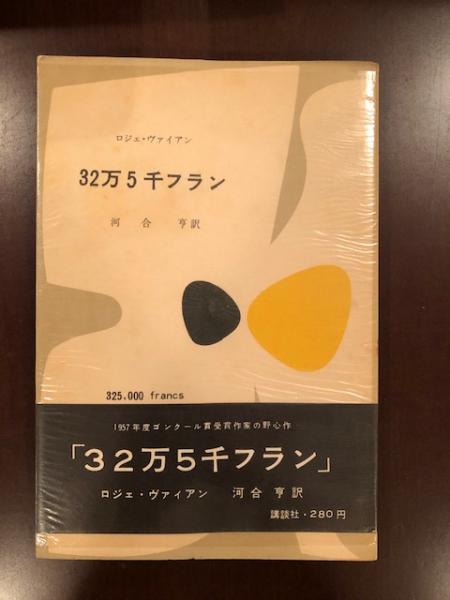 ロジェ・ヴァイアン
32万5千フラン
河合 亨訳
325.000 francs
1957年度ゴンクール賞受賞作家の野心作
「32万5千フラン」
ロジェ・ヴァィアン 河合 亨訳
講談社・280円